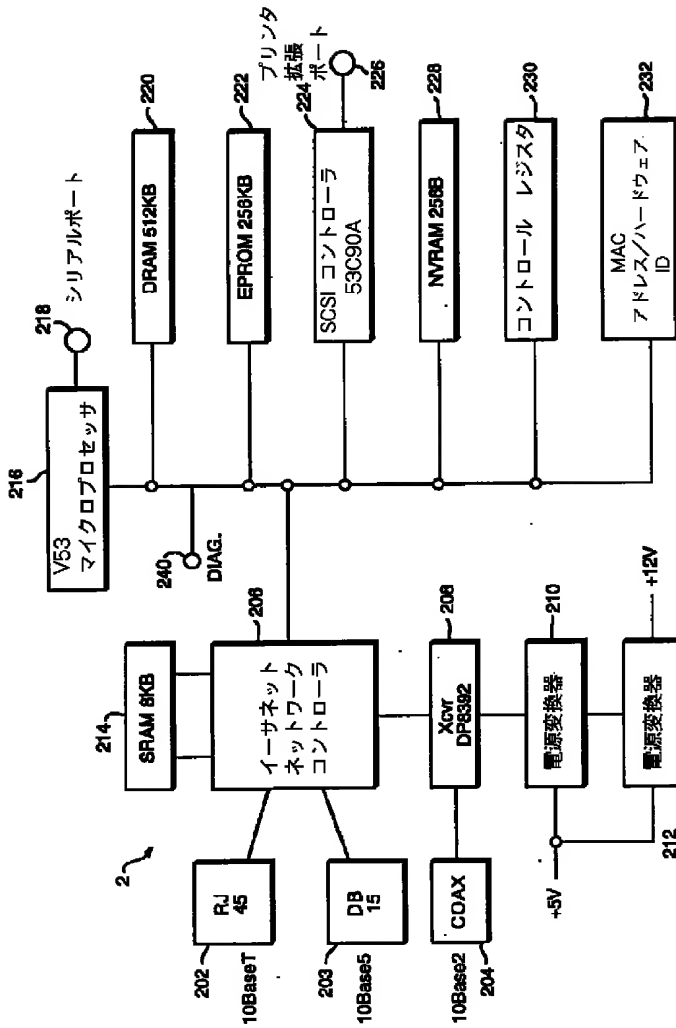 216
V53
マイクロプロセッサ
218
シリアルポート
240
DIAG.
220
DRAM 512KB
222
EPROM 256KB
224
SCSI コントローラ
53C90A
プリンタ
拡張
ポート
226
228
NVRAM 256B
230
コントロール レジスタ
232
MAC
アドレス／ハードウェア
ID
2
214
SRAM 8KB
206
イーサネット
ネットワーク
コントローラ
RJ
45
202
10BaseT
DB
15
203
10Base5
COAX
10Base2
204
208
Xcvr
DP8392
210
電源変換器
+5V
+12V
電源変換器
212